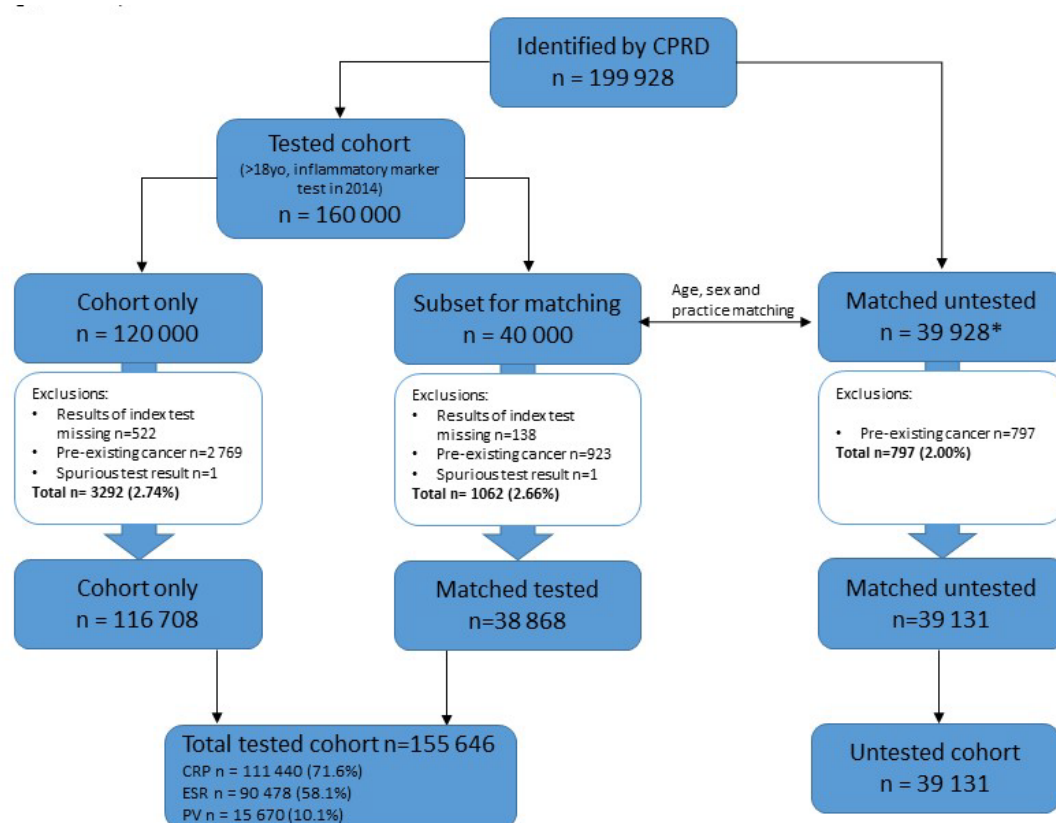 Identified by CPRD
n = 199 928
Tested cohort
(>18yo, inflammatory marker
test in 2014)
n = 160 000
Cohort only
n = 120 000
Subset for matching
n = 40 000
Age, sex and
practice matching
Matched untested
n = 39 928*
Exclusions:
• Results of index test
missing n=522
• Pre-existing cancer n=2 769
• Spurious test result n=1
Total n= 3292 (2.74%)
Exclusions:
• Results of index test
missing n=138
• Pre-existing cancer n=923
• Spurious test result n=1
Total n= 1062 (2.66%)
Exclusions:
• Pre-existing cancer n=797
Total n=797 (2.00%)
Cohort only
n = 116 708
Matched tested
n=38 868
Matched untested
n=39 131
Total tested cohort n=155 646
CRP n = 111 440 (71.6%)
ESR n = 90 478 (58.1%)
PV n = 15 670 (10.1%)
Untested cohort
n = 39 131